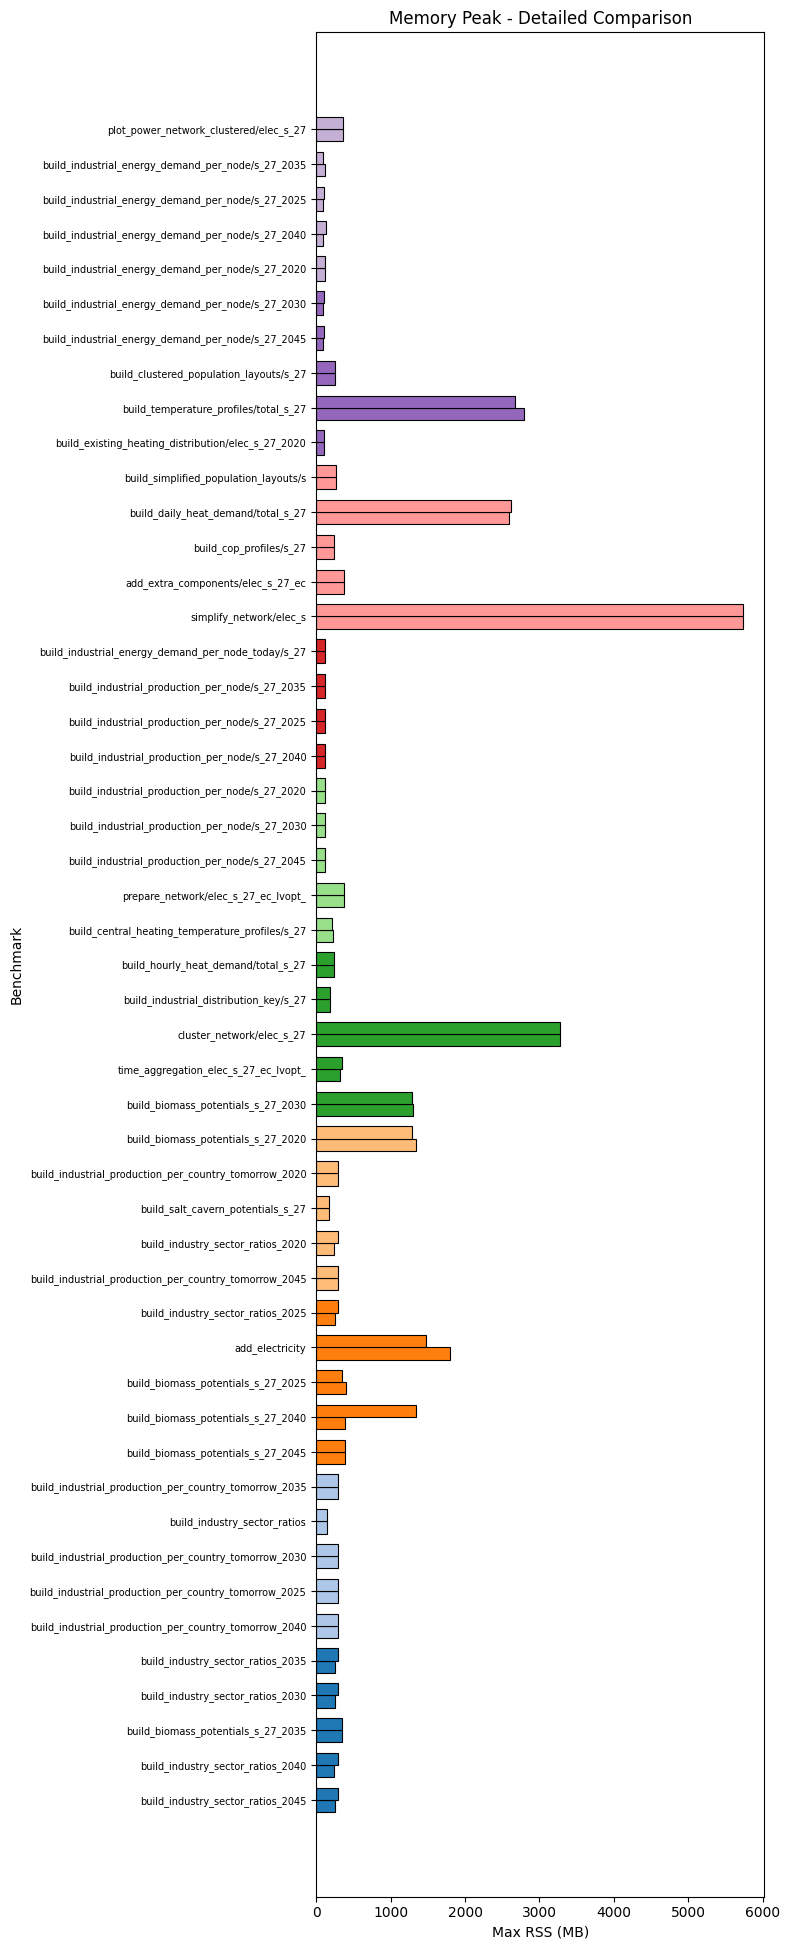 Memory Peak - Detailed Comparison
plot_power_network_clustered/elec_s_27
build_industrial_energy_demand_per_node/s_27_2035
build_industrial_energy_demand_per_node/s_27_2025
build_industrial_energy_demand_per_node/s_27_2040
build_industrial_energy_demand_per_node/s_27_2020
build_industrial_energy_demand_per_node/s_27_2030
build_industrial_energy_demand_per_node/s_27_2045
build_clustered_population_layouts/s_27
build_temperature_profiles/total_s_27
build_existing_heating_distribution/elec_s_27_2020
build_simplified_population_layouts/s
build_daily_heat_demand/total_s_27
build_cop_profiles/s_27
add_extra_components/elec_s_27_ec
simplify_network/elec_s
build_industrial_energy_demand_per_node_today/s_27
build_industrial_production_per_node/s_27_2035
build_industrial_production_per_node/s_27_2025
build_industrial_production_per_node/s_27_2040
build_industrial_production_per_node/s_27_2020
build_industrial_production_per_node/s_27_2030
build_industrial_production_per_node/s_27_2045
prepare_network/elec_s_27_ec_lvopt_
build_central_heating_temperature_profiles/s_27
build_hourly_heat_demand/total_s_27
build_industrial_distribution_key/s_27
cluster_network/elec_s_27
time_aggregation_elec_s_27_ec_lvopt_
build_biomass_potentials_s_27_2030
build_biomass_potentials_s_27_2020
build_industrial_production_per_country_tomorrow_2020
build_salt_cavern_potentials_s_27
build_industry_sector_ratios_2020
build_industrial_production_per_country_tomorrow_2045
build_industry_sector_ratios_2025
add_electricity
build_biomass_potentials_s_27_2025
build_biomass_potentials_s_27_2040
build_biomass_potentials_s_27_2045
build_industrial_production_per_country_tomorrow_2035
build_industry_sector_ratios
build_industrial_production_per_country_tomorrow_2030
build_industrial_production_per_country_tomorrow_2025
build_industrial_production_per_country_tomorrow_2040
build_industry_sector_ratios_2035
build_industry_sector_ratios_2030
build_biomass_potentials_s_27_2035
build_industry_sector_ratios_2040
build_industry_sector_ratios_2045
Benchmark
0 1000 2000 3000 4000 5000 6000
Max RSS (MB)